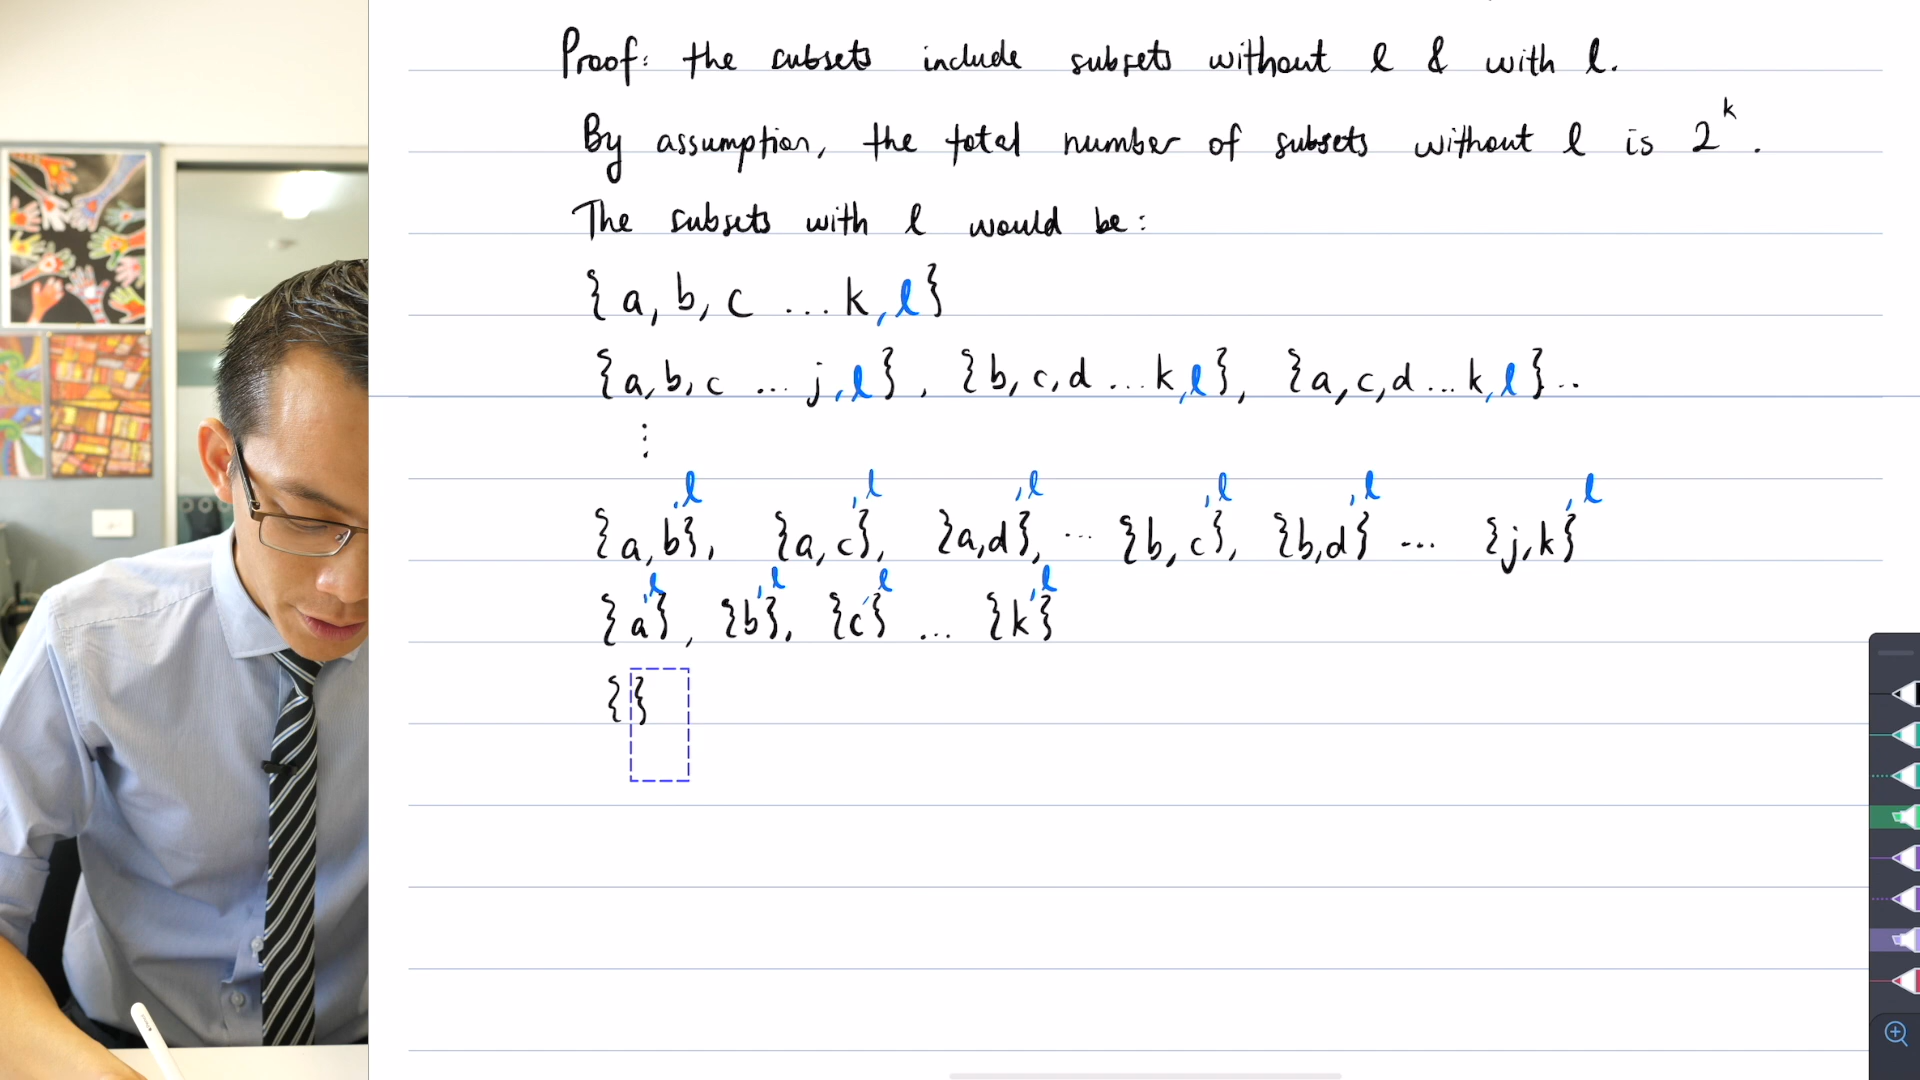 Proof: the subsets include subsets without l & with l.
By assumption, the total number of subsets without l is 2^k.
The subsets with l would be:
{a, b, c ... k, l}
{a, b, c ... j, l}, {b, c, d ... k, l}, {a, c, d ... k, l} ..
⋮
{a, b, l}, {a, c, l}, {a, d, l}, ... {b, c, l}, {b, d, l} ... {j, k, l}
{a, l}, {b, l}, {c, l} ... {k, l}
{}